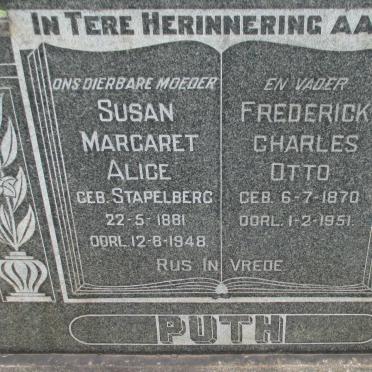 IN TERE HERINNERING AA
ONS DIERBARE MOEDER
SUSAN
MARGARET
ALICE
GEB. STAPELBERG
22-5-1881
OORL. 12-8-1948
EN VADER
FREDERICK
CHARLES
OTTO
GEB. 6-7-1870
OORL. 1-2-1951.
RUS IN VREDE
PUTH